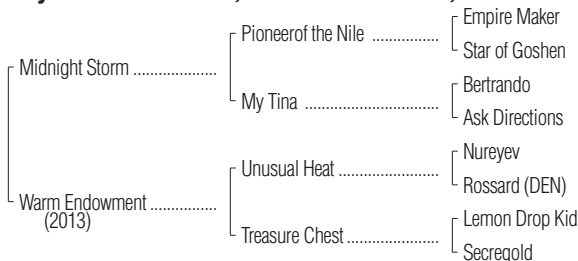 Empire Maker
Pioneerof the Nile ................
Star of Goshen
Midnight Storm ...................
Bertrando
My Tina ..............................
Ask Directions
Nureyev
Unusual Heat .......................
Rossard (DEN)
Warm Endowment ...............
(2013)
Lemon Drop Kid
Treasure Chest .....................
Secregold